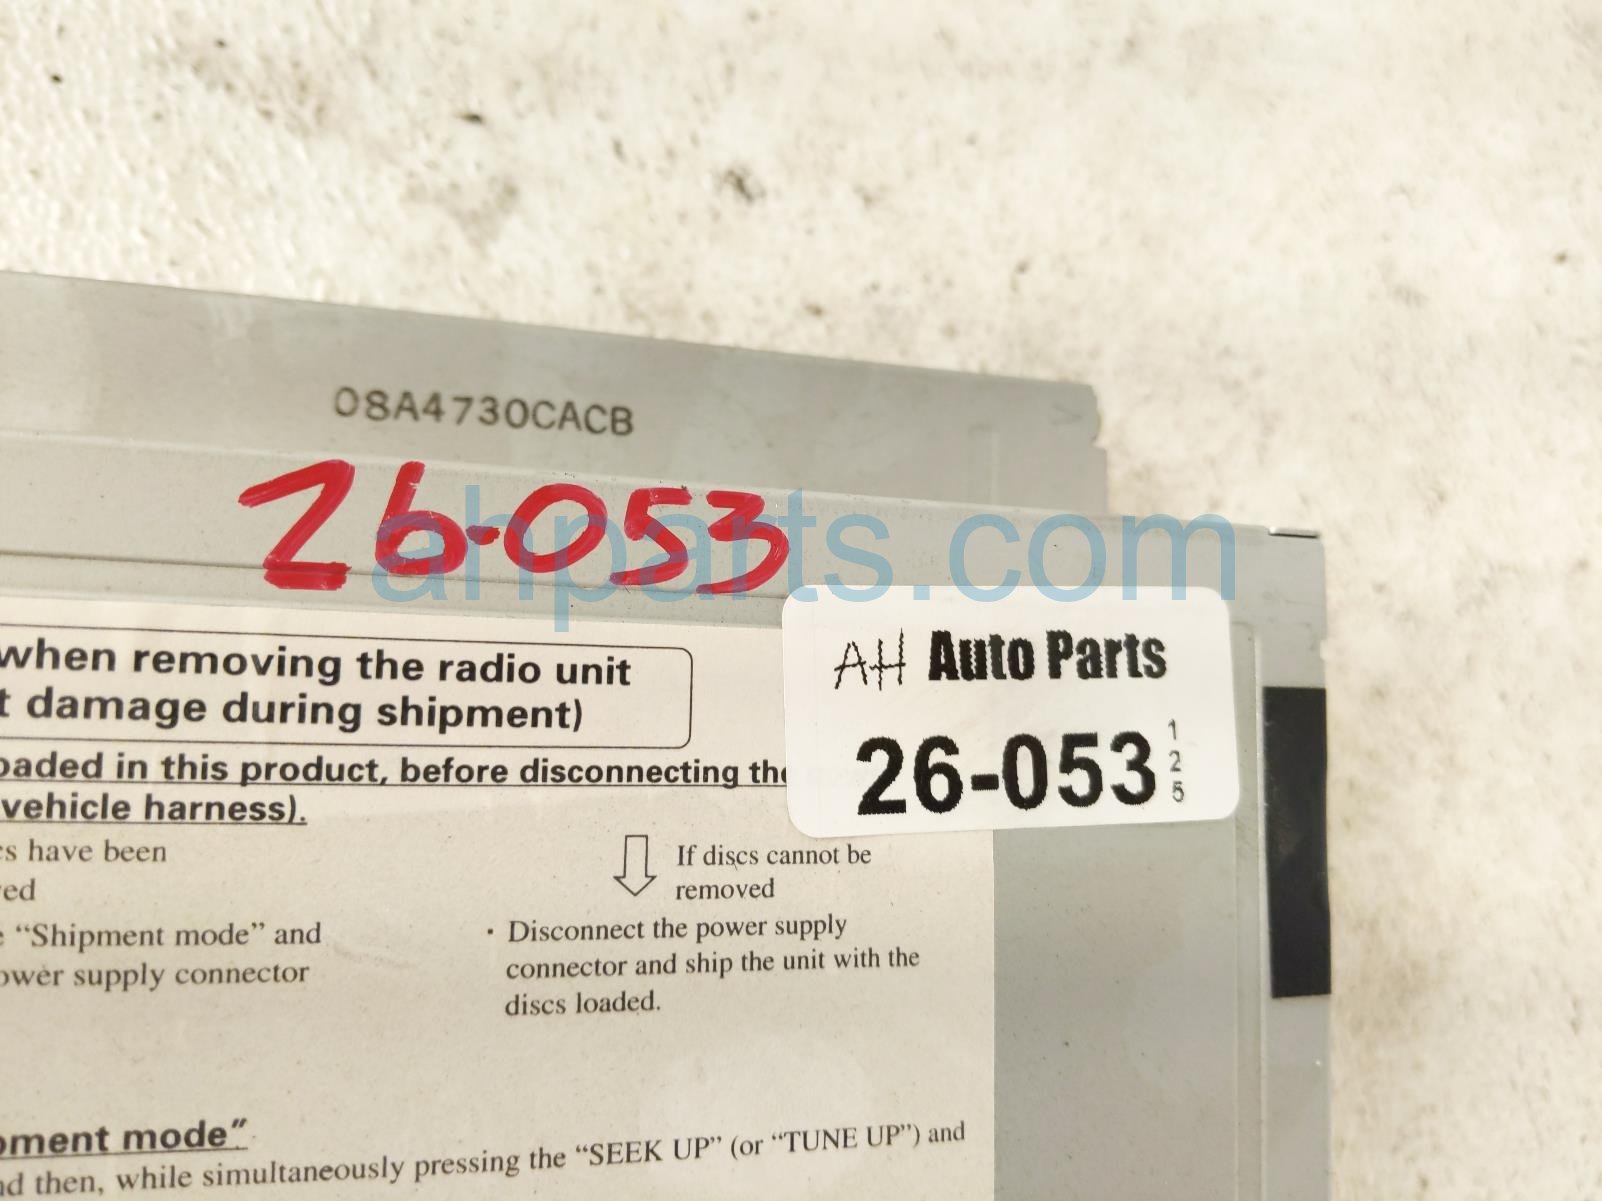 08A4730CACB
26-053
ahparts.com
AH Auto Parts
26-053
1
2
5
when removing the radio unit
t damage during shipment)
oaded in this product, before disconnecting the
vehicle harness).
cs have been
If discs cannot be
removed
ed
e "Shipment mode" and
• Disconnect the power supply
ower supply connector
connector and ship the unit with the
discs loaded.
pment mode"
nd then, while simultaneously pressing the "SEEK UP" (or "TUNE UP") and